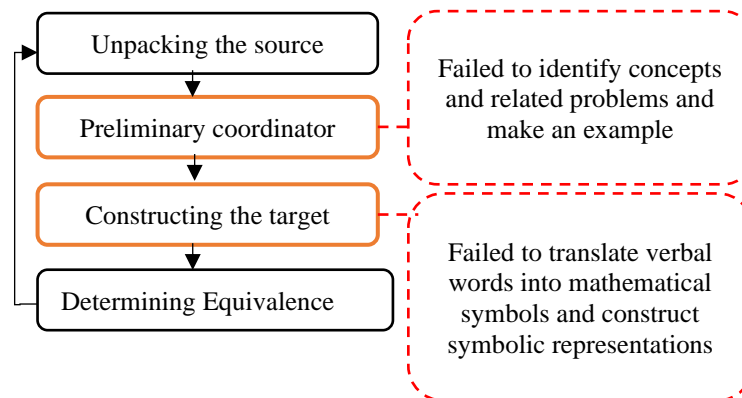 Unpacking the source
Preliminary coordinator
Constructing the target
Determining Equivalence
Failed to identify concepts
and related problems and
make an example
Failed to translate verbal
words into mathematical
symbols and construct
symbolic representations